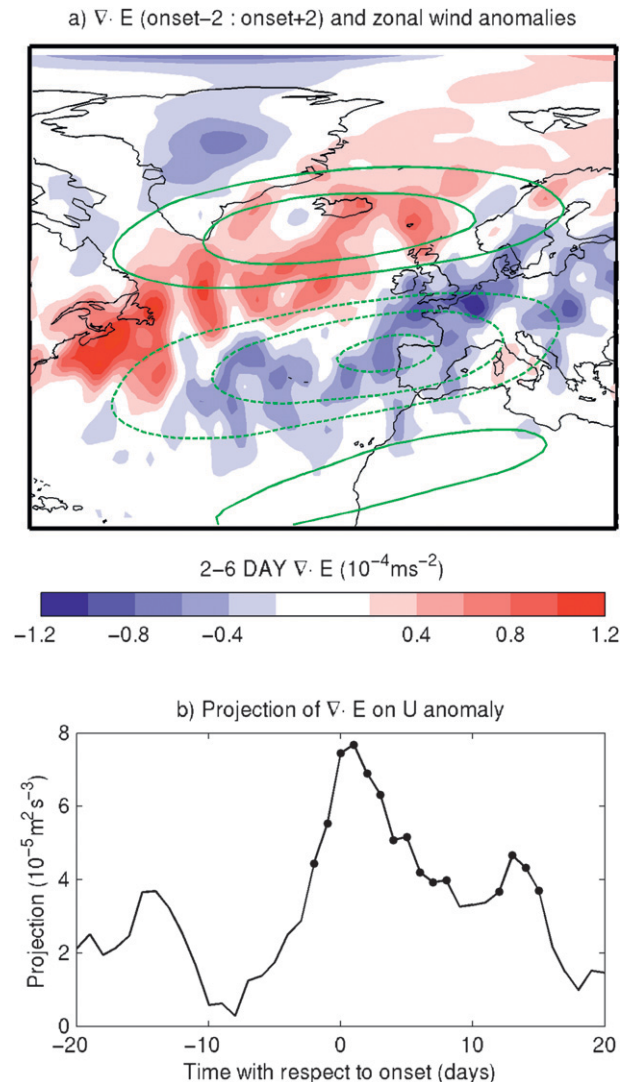 a) ∇· E (onset−2 : onset+2) and zonal wind anomalies
2−6 DAY ∇· E (10⁻⁴ms⁻²)
−1.2 −0.8 −0.4 0.4 0.8 1.2
b) Projection of ∇· E on U anomaly
Projection (10⁻⁵m²s⁻³)
8
6
4
2
0
−20 −10 0 10 20
Time with respect to onset (days)